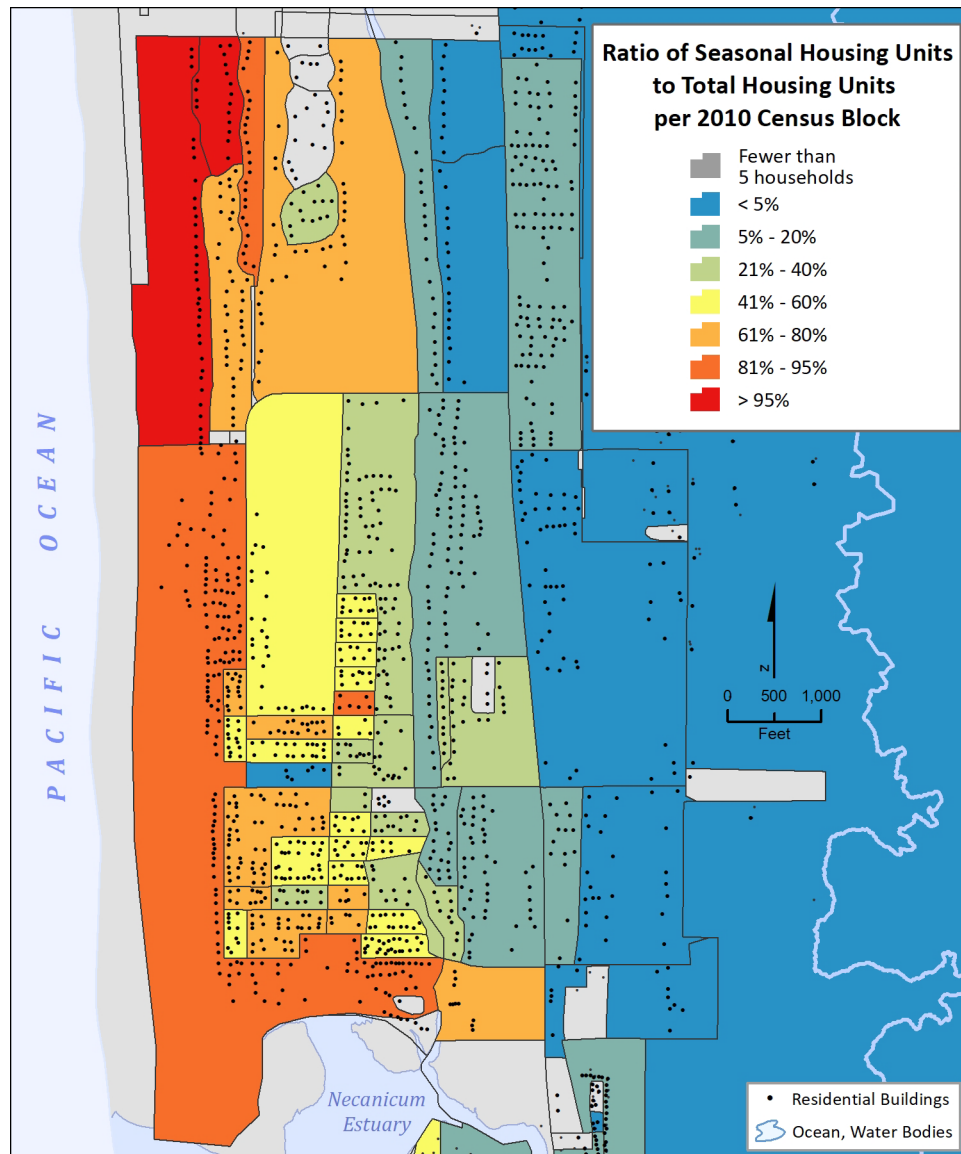 Ratio of Seasonal Housing Units
to Total Housing Units
per 2010 Census Block
Fewer than
5 households
< 5%
5% - 20%
21% - 40%
41% - 60%
61% - 80%
81% - 95%
> 95%
PACIFIC OCEAN
N
0 500 1,000
Feet
Necanicum
Estuary
Residential Buildings
Ocean, Water Bodies